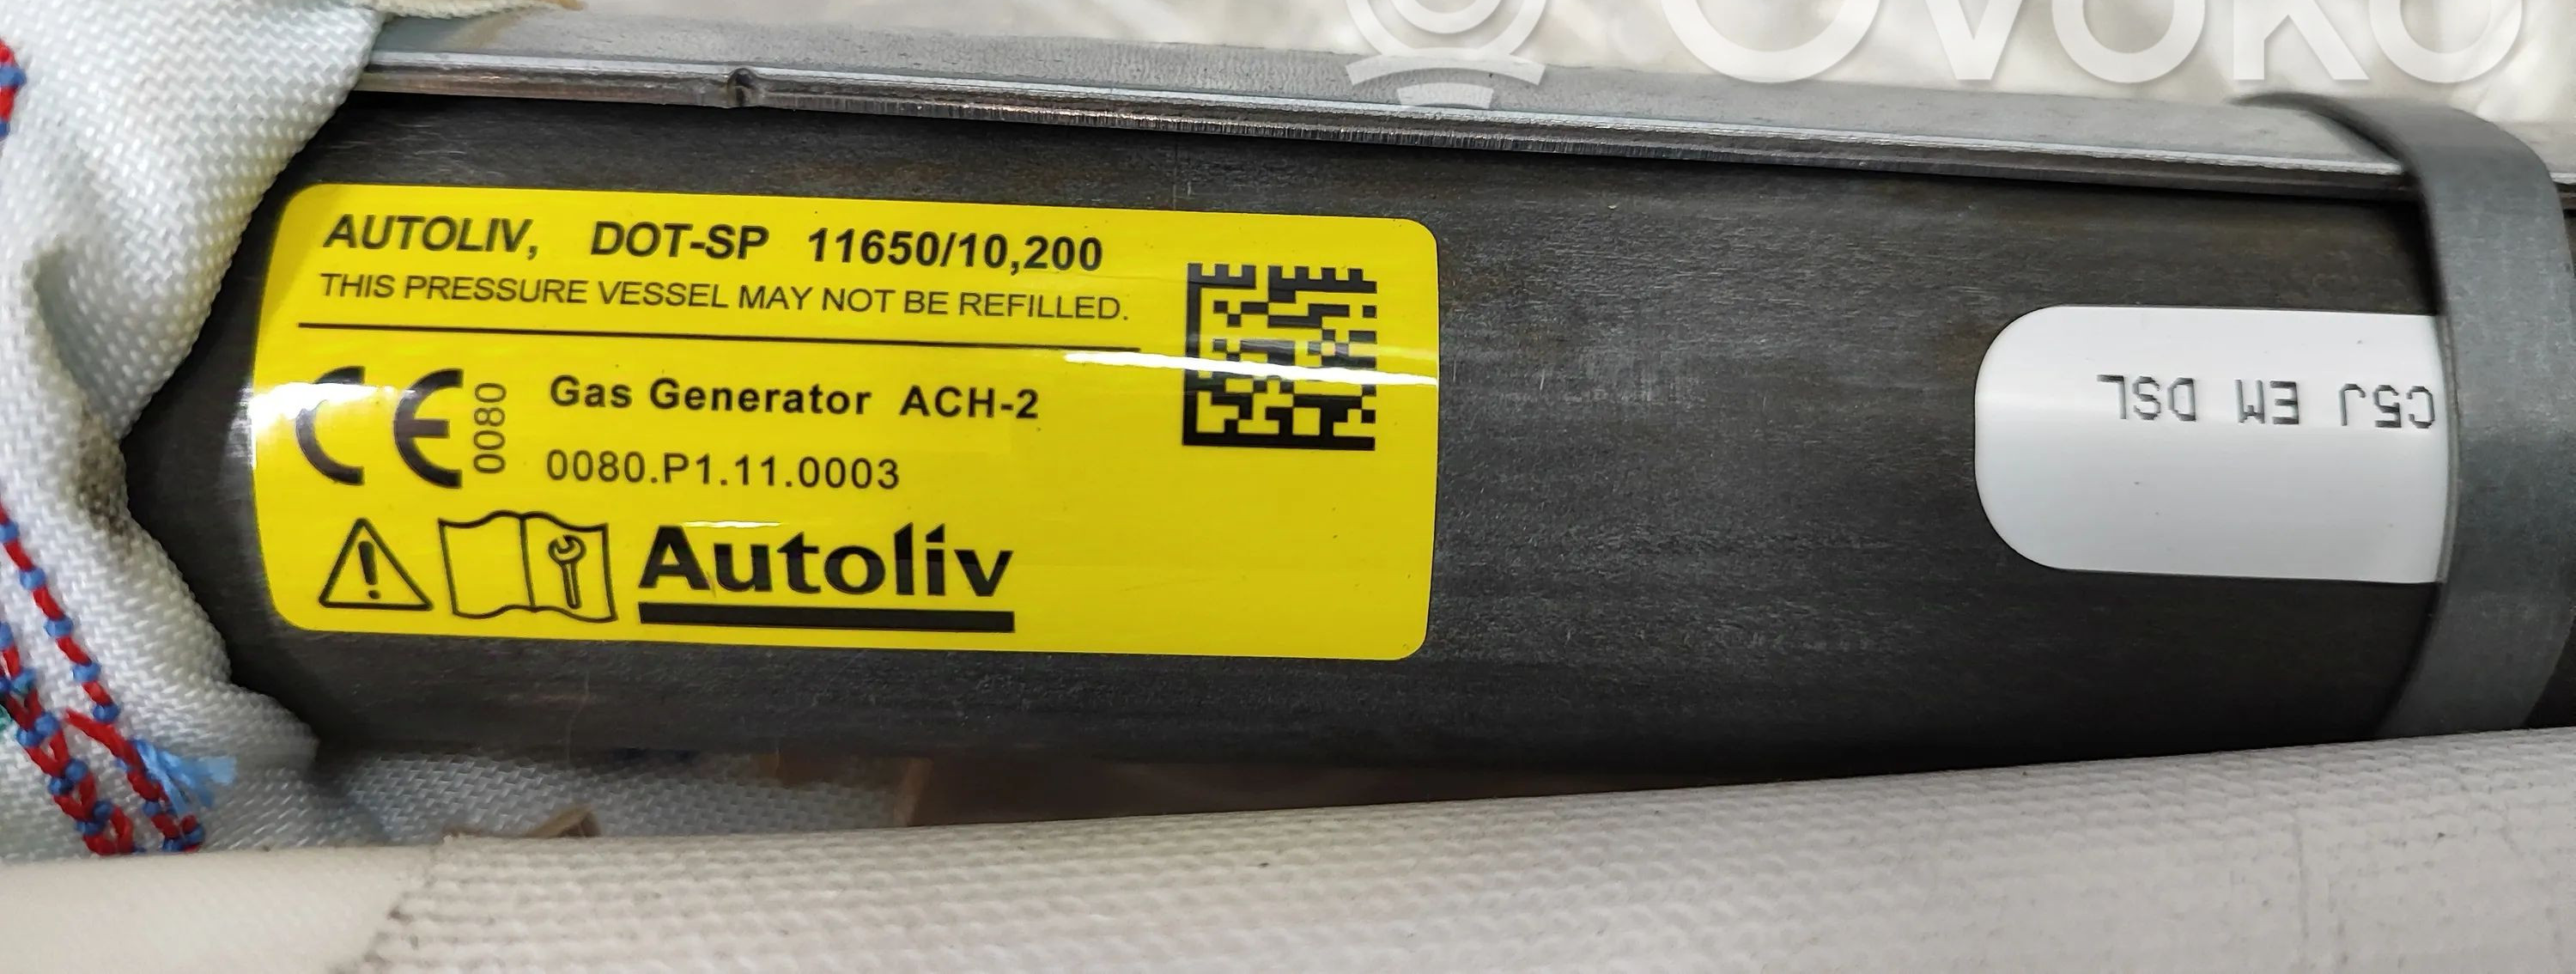 Ovoko
AUTOLIV, DOT-SP 11650/10,200
THIS PRESSURE VESSEL MAY NOT BE REFILLED.
CE 0080
Gas Generator ACH-2
0080.P1.11.0003
Autoliv
C5J EM DSL